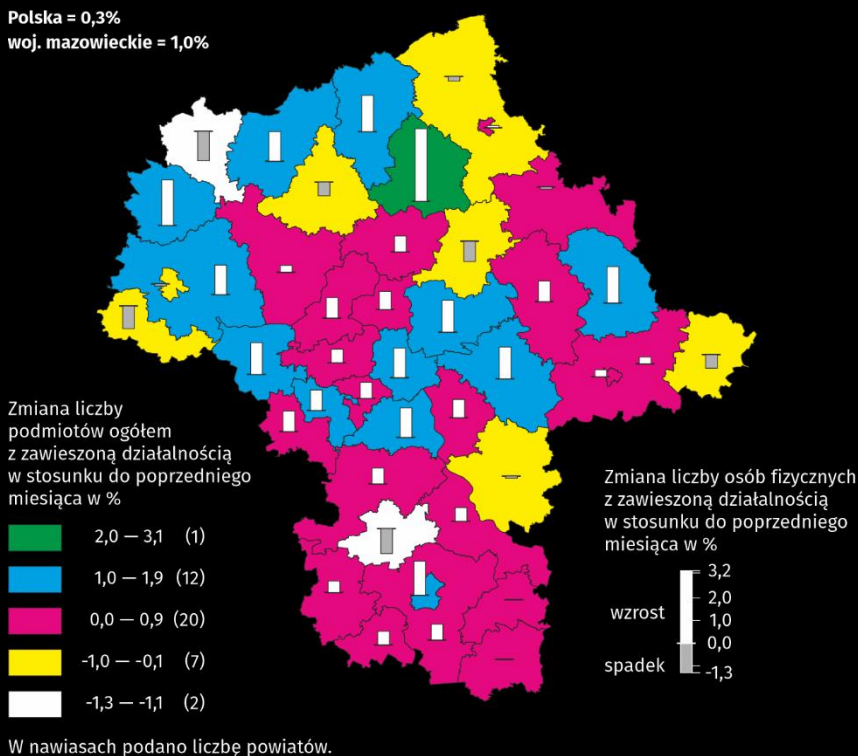 Polska = 0,3%
woj. mazowieckie = 1,0%
Zmiana liczby
podmiotów ogółem
z zawieszoną działalnością
w stosunku do poprzedniego
miesiąca w %
2,0 — 3,1 (1)
1,0 — 1,9 (12)
0,0 — 0,9 (20)
-1,0 — -0,1 (7)
-1,3 — -1,1 (2)
W nawiasach podano liczbę powiatów.
Zmiana liczby osób fizycznych
z zawieszoną działalnością
w stosunku do poprzedniego
miesiąca w %
3,2
2,0
wzrost
1,0
0,0
spadek
-1,3